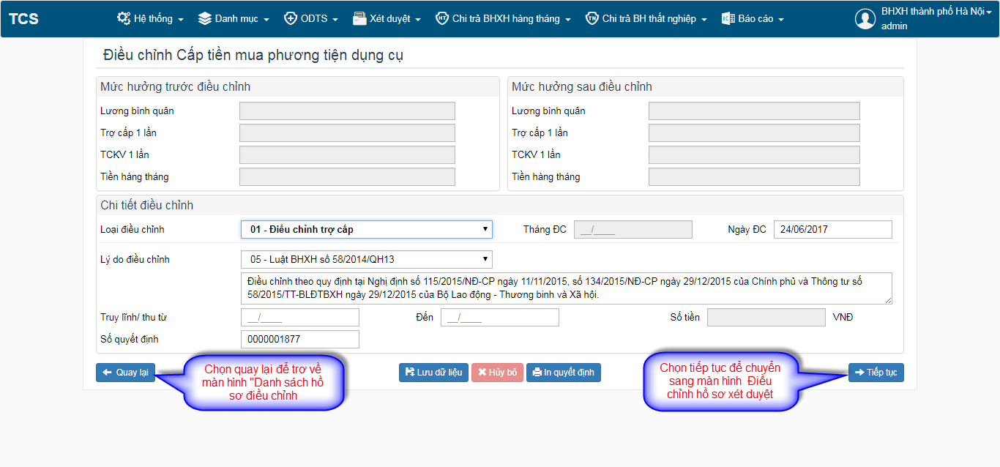 TCS
Hệ thống
Danh mục
ODTS
Xét duyệt
Chi trả BHXH hàng tháng
Chi trả BH thất nghiệp
Báo cáo
BHXH thành phố Hà Nội
admin
Điều chỉnh Cấp tiền mua phương tiện dụng cụ
Mức hưởng trước điều chỉnh
Lương bình quân
Trợ cấp 1 lần
TCKV 1 lần
Tiền hàng tháng
Mức hưởng sau điều chỉnh
Lương bình quân
Trợ cấp 1 lần
TCKV 1 lần
Tiền hàng tháng
Chi tiết điều chỉnh
Loại điều chỉnh 01 - Điều chỉnh trợ cấp Tháng ĐC __/____ Ngày ĐC 24/06/2017
Lý do điều chỉnh 05 - Luật BHXH số 58/2014/QH13
Điều chỉnh theo quy định tại Nghị định số 115/2015/NĐ-CP ngày 11/11/2015, số 134/2015/NĐ-CP ngày 29/12/2015 của Chính phủ và Thông tư số
58/2015/TT-BLĐTBXH ngày 29/12/2015 của Bộ Lao động - Thương binh và Xã hội.
Truy lĩnh/ thu từ __/____ Đến __/____ Số tiền VNĐ
Số quyết định 0000001877
Quay lại
Chọn quay lại để trơ về
màn hình "Danh sách hồ
sơ điều chỉnh
Lưu dữ liệu
Hủy bỏ
In quyết định
Chọn tiếp tục để chuyển
sang màn hình Điều
chỉnh hồ sơ xét duyệt
Tiếp tục